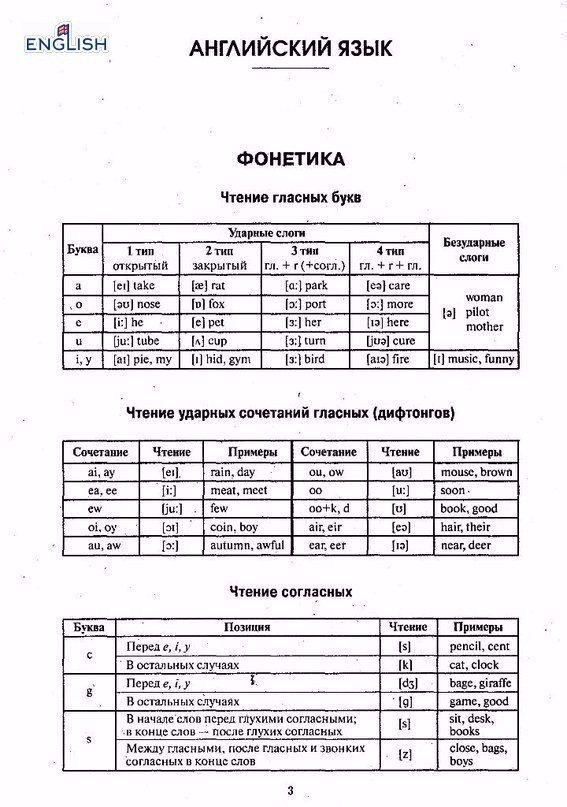 ENGLISH
АНГЛИЙСКИЙ ЯЗЫК
ФОНЕТИКА
Чтение гласных букв
Буква Ударные слоги Безударные слоги
1 тип открытый 2 тип закрытый 3 тип гл. + r (+согл.) 4 тип гл. + r + гл.
a [eɪ] take [æ] rat [ɑ:] park [eə] care [ə] woman pilot mother
o [əʊ] nose [ɒ] fox [ɔ:] port [ɔ:] more
e [i:] he [e] pet [ɜ:] her [ɪə] here
u [ju:] tube [ʌ] cup [ɜ:] turn [jʊə] cure
i, y [aɪ] pie, my [ɪ] hid, gym [ɜ:] bird [aɪə] fire [ɪ] music, funny
Чтение ударных сочетаний гласных (дифтонгов)
Сочетание Чтение Примеры Сочетание Чтение Примеры
ai, ay [eɪ] rain, day ou, ow [aʊ] mouse, brown
ea, ee [i:] meat, meet oo [u:] soon
ew [ju:] few oo+k, d [ʊ] book, good
oi, oy [ɔɪ] coin, boy air, eir [eə] hair, their
au, aw [ɔ:] autumn, awful ear, eer [ɪə] near, deer
Чтение согласных
Буква Позиция Чтение Примеры
c Перед e, i, y [s] pencil, cent
В остальных случаях [k] cat, clock
g Перед e, i, y [dʒ] bage, giraffe
В остальных случаях [g] game, good
s В начале слов перед глухими согласными; [s] sit, desk,
в конце слов — после глухих согласных books
Между гласными, после гласных и звонких [z] close, bags,
согласных в конце слов boys
3